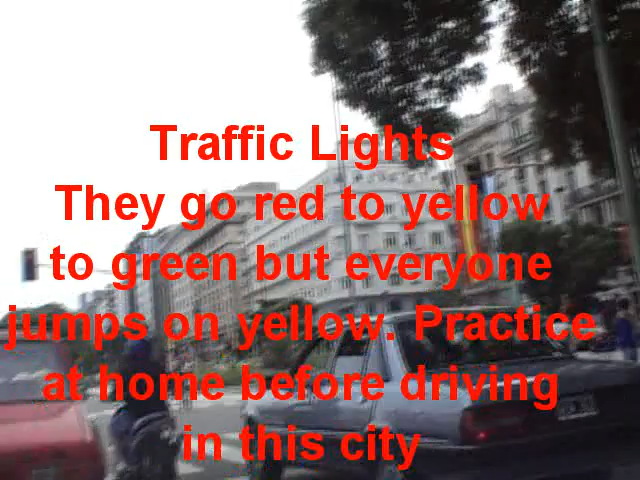 Traffic Lights
They go red to yellow
to green but everyone
jumps on yellow. Practice
at home before driving
in this city